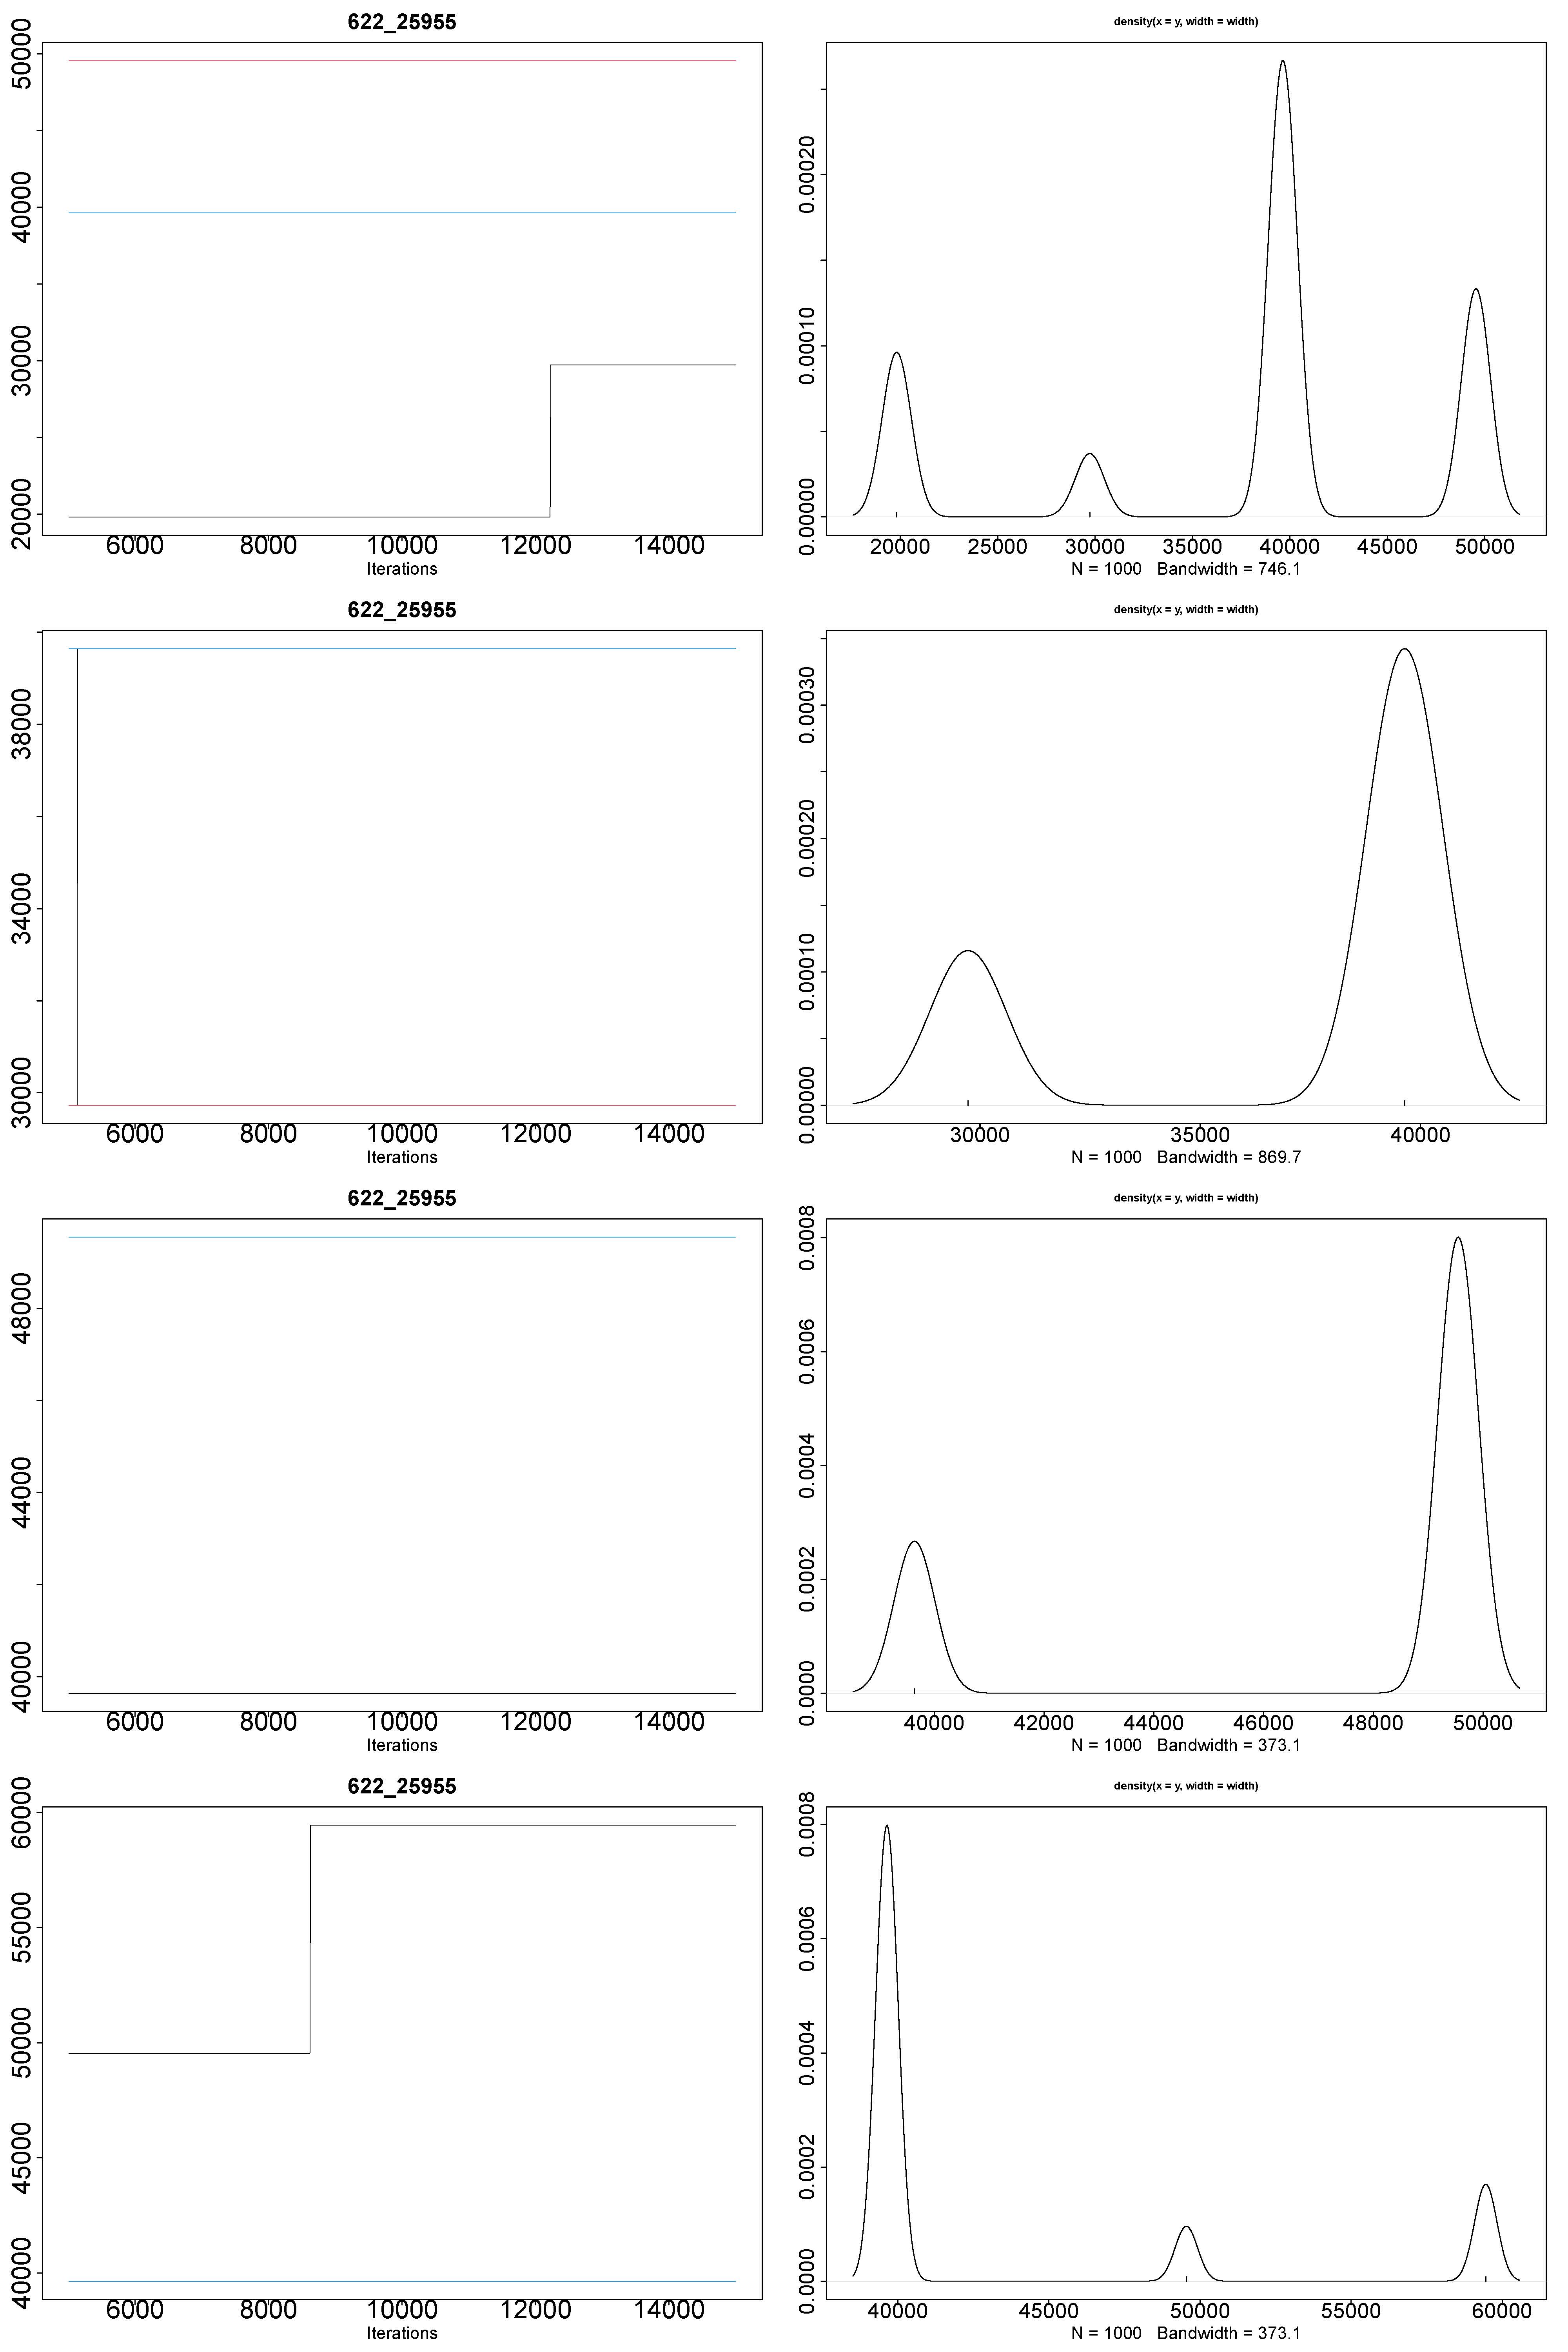 622_25955
50000
40000
30000
20000
6000 8000 10000 12000 14000
Iterations
density(x = y, width = width)
0.00020
0.00010
0.00000
20000 25000 30000 35000 40000 45000 50000
N = 1000 Bandwidth = 746.1
622_25955
38000
34000
30000
6000 8000 10000 12000 14000
Iterations
density(x = y, width = width)
0.00030
0.00020
0.00010
0.00000
30000 35000 40000
N = 1000 Bandwidth = 869.7
622_25955
48000
44000
40000
6000 8000 10000 12000 14000
Iterations
density(x = y, width = width)
0.0008
0.0006
0.0004
0.0002
0.0000
40000 42000 44000 46000 48000 50000
N = 1000 Bandwidth = 373.1
622_25955
60000
55000
50000
45000
40000
6000 8000 10000 12000 14000
Iterations
density(x = y, width = width)
0.0008
0.0006
0.0004
0.0002
0.0000
40000 45000 50000 55000 60000
N = 1000 Bandwidth = 373.1